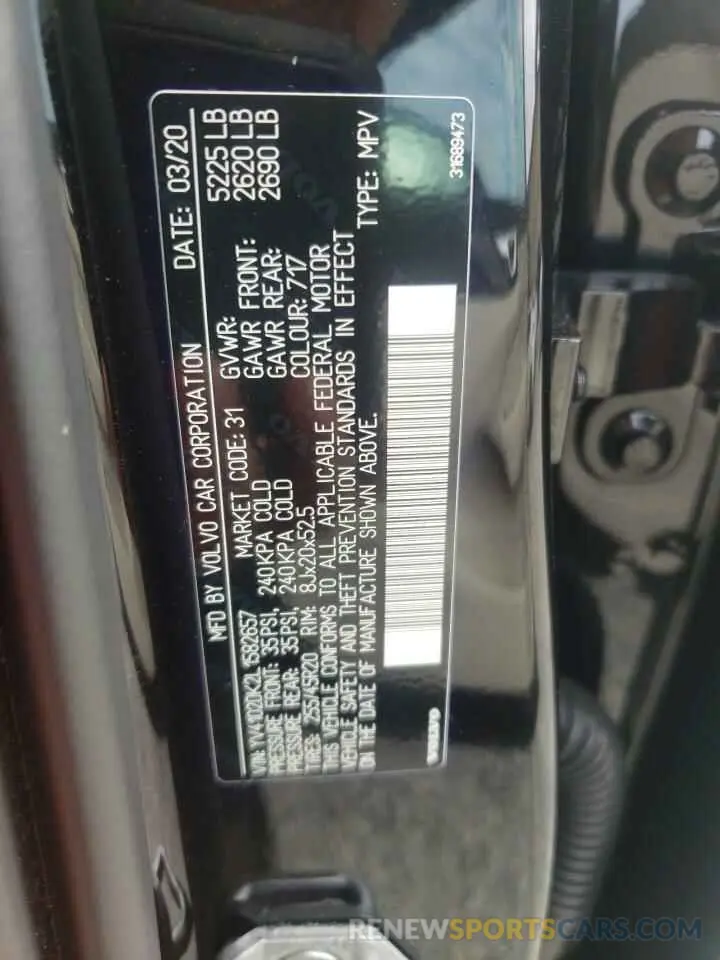 MFD BY VOLVO CAR CORPORATION DATE: 03/20
VIN: YV4102DK2L1582657 MARKET CODE: 31 GVWR: 5225 LB
PRESSURE FRONT: 35PSI, 240KPA COLD GAWR FRONT: 2620 LB
PRESSURE REAR: 35PSI, 240KPA COLD GAWR REAR: 2690 LB
TIRES: 255/45R20 RIM: 8Jx20x52.5 COLOUR: 717
THIS VEHICLE CONFORMS TO ALL APPLICABLE FEDERAL MOTOR
VEHICLE SAFETY AND THEFT PREVENTION STANDARDS IN EFFECT
ON THE DATE OF MANUFACTURE SHOWN ABOVE. TYPE: MPV
VOLVO 31689473
RENEWSPORTSCARS.COM